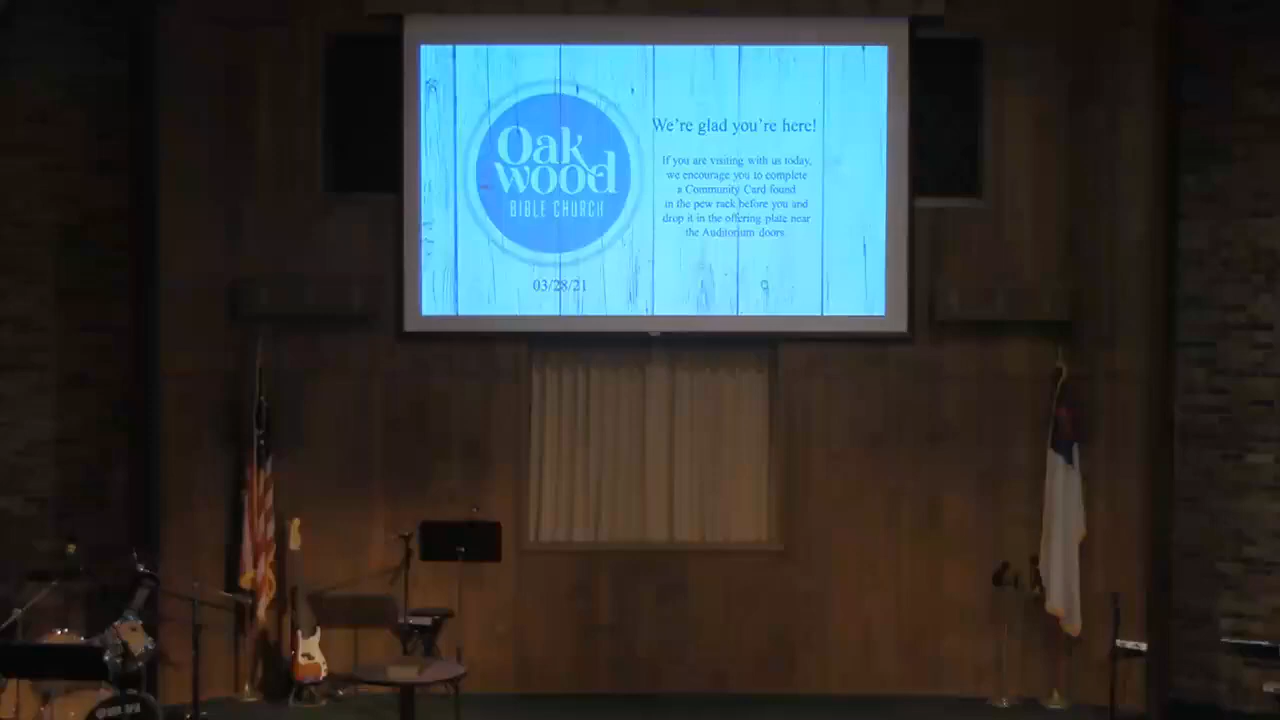 Oak
wood
BIBLE CHURCH
03/28/21
We're glad you're here!
If you are visiting with us today,
we encourage you to complete
a Community Card found
in the pew rack before you and
drop it in the offering plate near
the Auditorium doors.